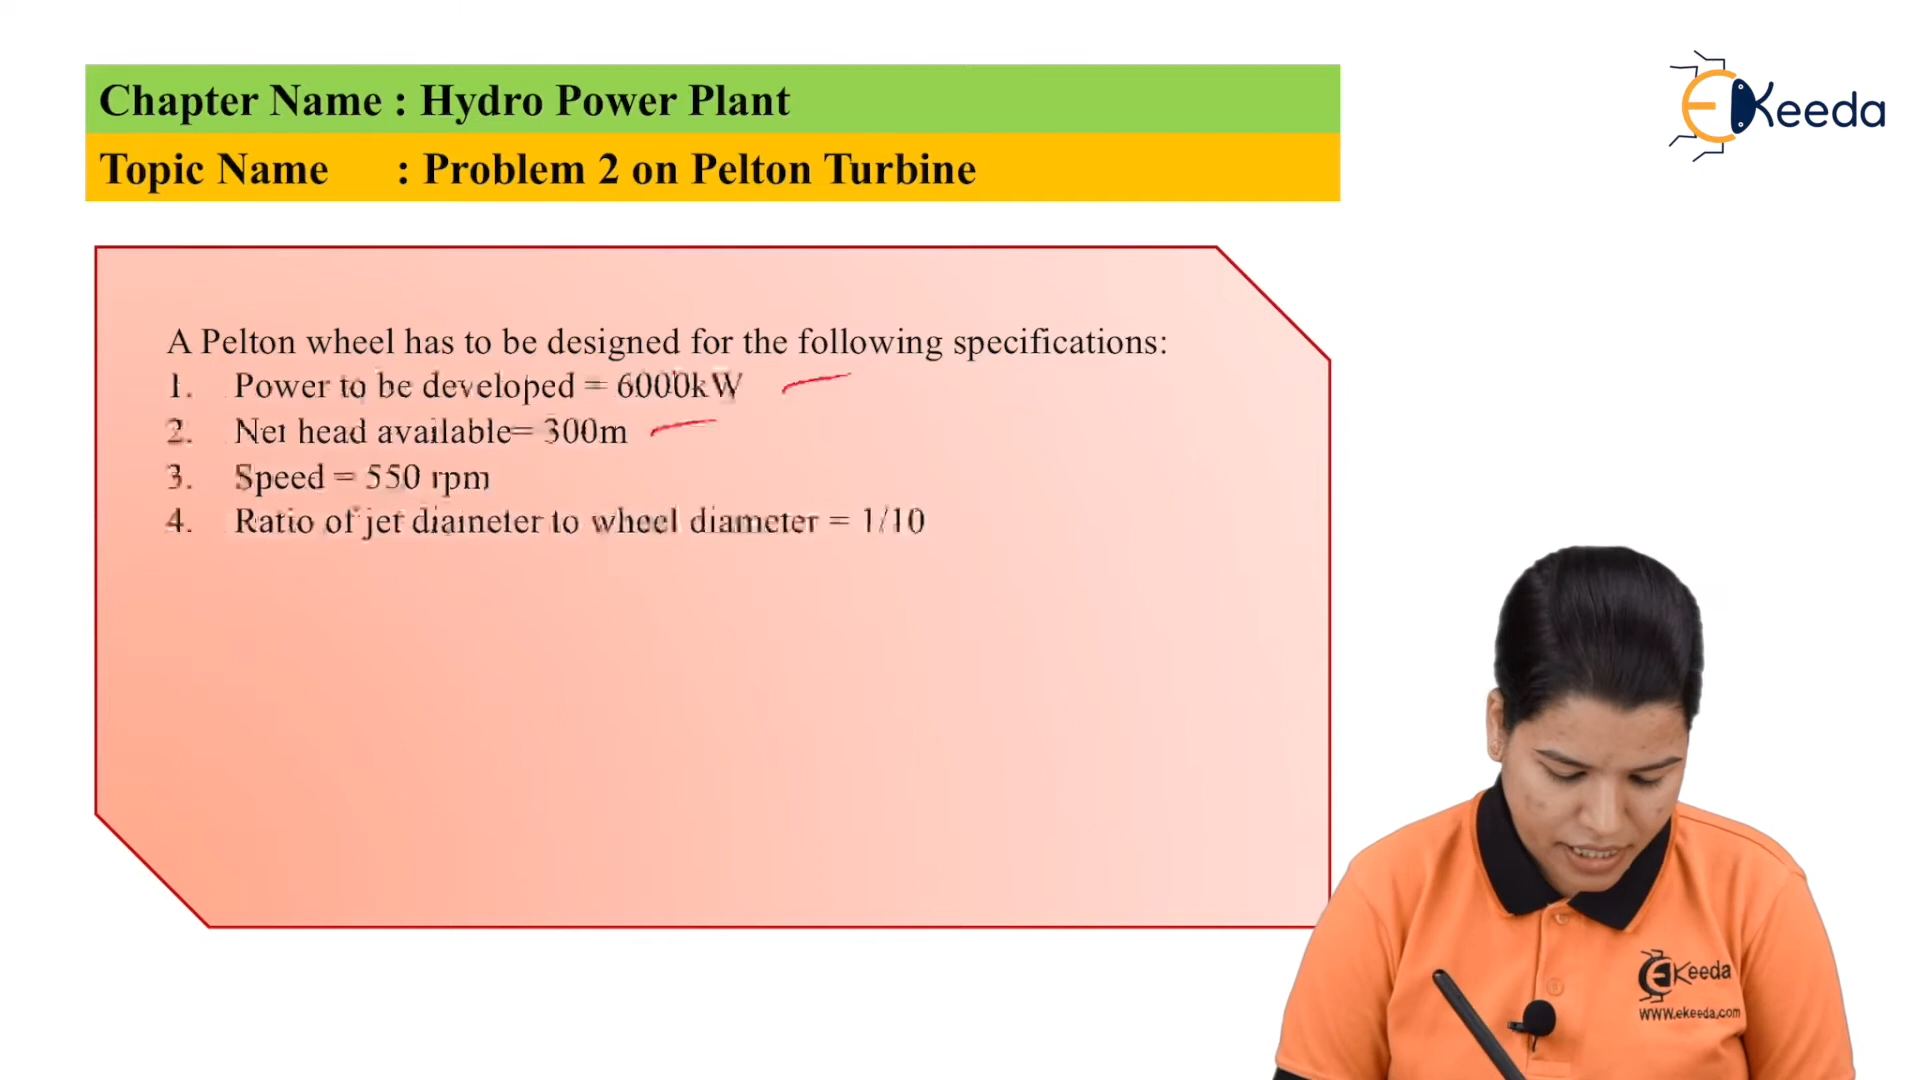 Chapter Name : Hydro Power Plant
Topic Name : Problem 2 on Pelton Turbine
EKeeda
A Pelton wheel has to be designed for the following specifications:
1. Power to be developed = 6000kW
2. Net head available= 300m
3. Speed = 550 rpm
4. Ratio of jet diameter to wheel diameter = 1/10
EKeeda
WWW.ekeeda.com